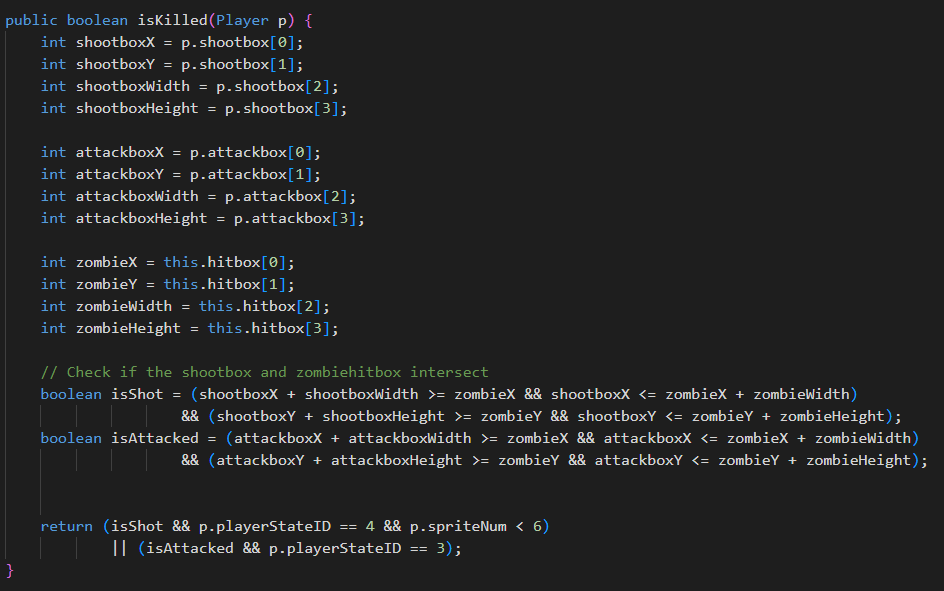 public boolean isKilled(Player p) {
int shootboxX = p.shootbox[0];
int shootboxY = p.shootbox[1];
int shootboxWidth = p.shootbox[2];
int shootboxHeight = p.shootbox[3];
int attackboxX = p.attackbox[0];
int attackboxY = p.attackbox[1];
int attackboxWidth = p.attackbox[2];
int attackboxHeight = p.attackbox[3];
int zombieX = this.hitbox[0];
int zombieY = this.hitbox[1];
int zombieWidth = this.hitbox[2];
int zombieHeight = this.hitbox[3];
// Check if the shootbox and zombiehitbox intersect
boolean isShot = (shootboxX + shootboxWidth >= zombieX && shootboxX <= zombieX + zombieWidth)
&& (shootboxY + shootboxHeight >= zombieY && shootboxY <= zombieY + zombieHeight);
boolean isAttacked = (attackboxX + attackboxWidth >= zombieX && attackboxX <= zombieX + zombieWidth)
&& (attackboxY + attackboxHeight >= zombieY && attackboxY <= zombieY + zombieHeight);
return (isShot && p.playerStateID == 4 && p.spriteNum < 6)
|| (isAttacked && p.playerStateID == 3);
}